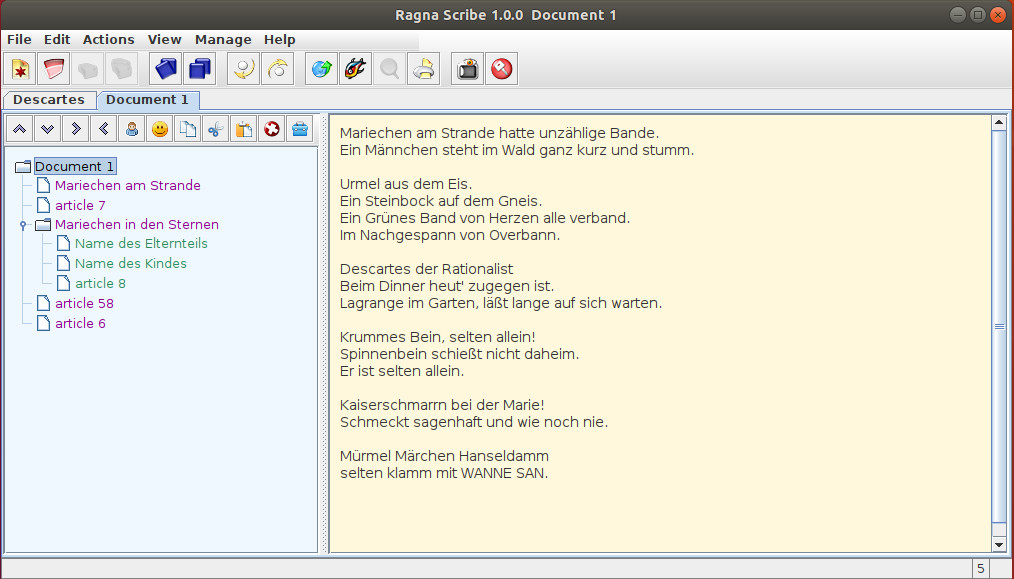 Ragna Scribe 1.0.0  Document 1
File Edit Actions View Manage Help
Descartes Document 1
Document 1
Mariechen am Strande
article 7
Mariechen in den Sternen
Name des Elternteils
Name des Kindes
article 8
article 58
article 6
Mariechen am Strande hatte unzählige Bande.
Ein Männchen steht im Wald ganz kurz und stumm.
Urmel aus dem Eis.
Ein Steinbock auf dem Gneis.
Ein Grünes Band von Herzen alle verband.
Im Nachgespann von Overbann.
Descartes der Rationalist
Beim Dinner heut' zugegen ist.
Lagrange im Garten, läßt lange auf sich warten.
Krummes Bein, selten allein!
Spinnenbein schießt nicht daheim.
Er ist selten allein.
Kaiserschmarrn bei der Marie!
Schmeckt sagenhaft und wie noch nie.
Mürmel Märchen Hanseldamm
selten klamm mit WANNE SAN.
5